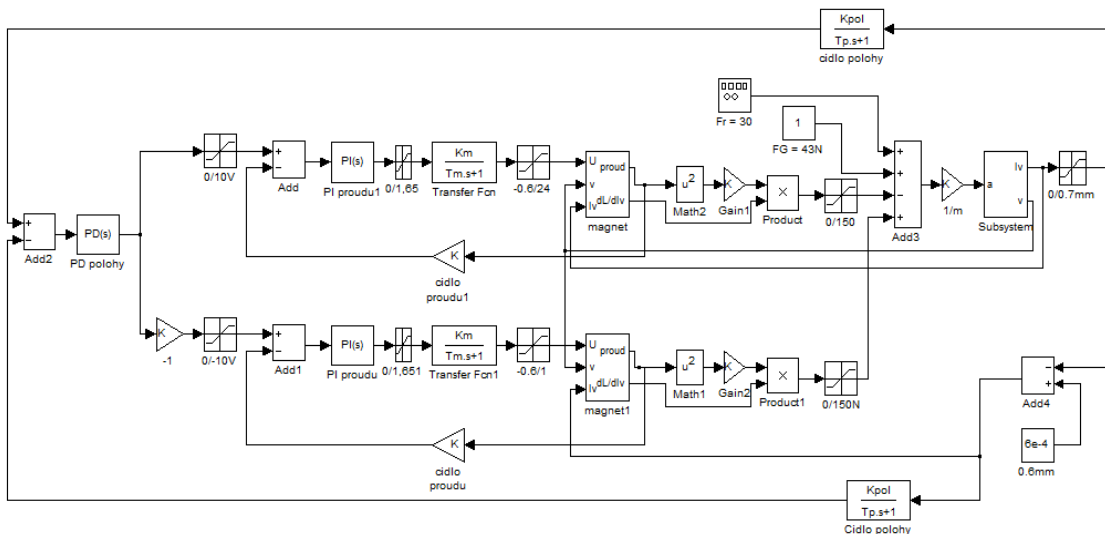 Kpol
Tp.s+1
cidlo polohy
Fr = 30
1
FG = 43N
0/10V
Add
PI(s)
PI proudu1
0/1,65
Km
Tm.s+1
Transfer Fcn
-0.6/24
U
v
lv
proud
dL/dlv
magnet
u²
Math2
K
Gain1
×
Product
0/150
Add3
K
1/m
a
lv
v
Subsystem
0/0.7mm
Add2
PD(s)
PD polohy
K
cidlo
proudu1
K
-1
0/-10V
Add1
PI(s)
PI proudu
0/1,651
Km
Tm.s+1
Transfer Fcn1
-0.6/1
U
v
lv
proud
dL/dlv
magnet1
u²
Math1
K
Gain2
×
Product1
0/150N
Add4
6e-4
0.6mm
K
cidlo
proudu
Kpol
Tp.s+1
Cidlo polohy